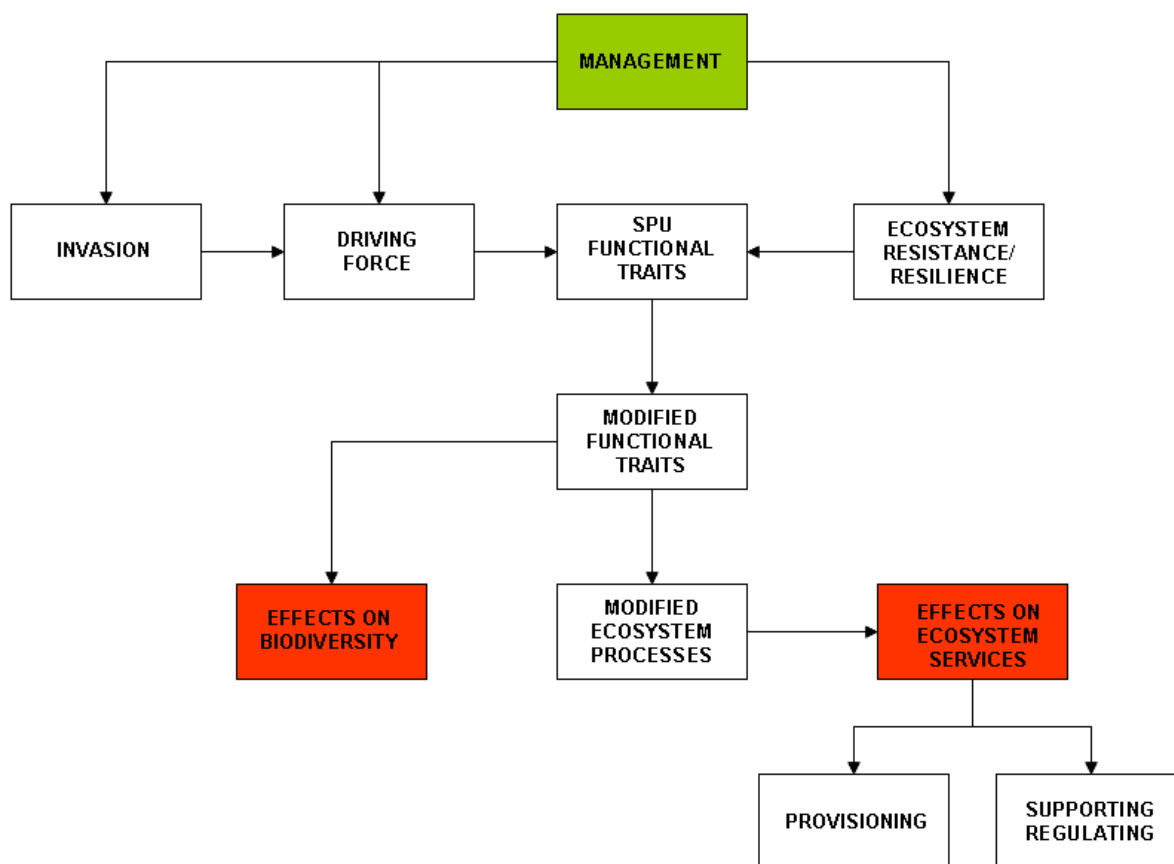 MANAGEMENT
INVASION
DRIVING
FORCE
SPU
FUNCTIONAL
TRAITS
ECOSYSTEM
RESISTANCE/
RESILIENCE
MODIFIED
FUNCTIONAL
TRAITS
EFFECTS ON
BIODIVERSITY
MODIFIED
ECOSYSTEM
PROCESSES
EFFECTS ON
ECOSYSTEM
SERVICES
PROVISIONING
SUPPORTING
REGULATING